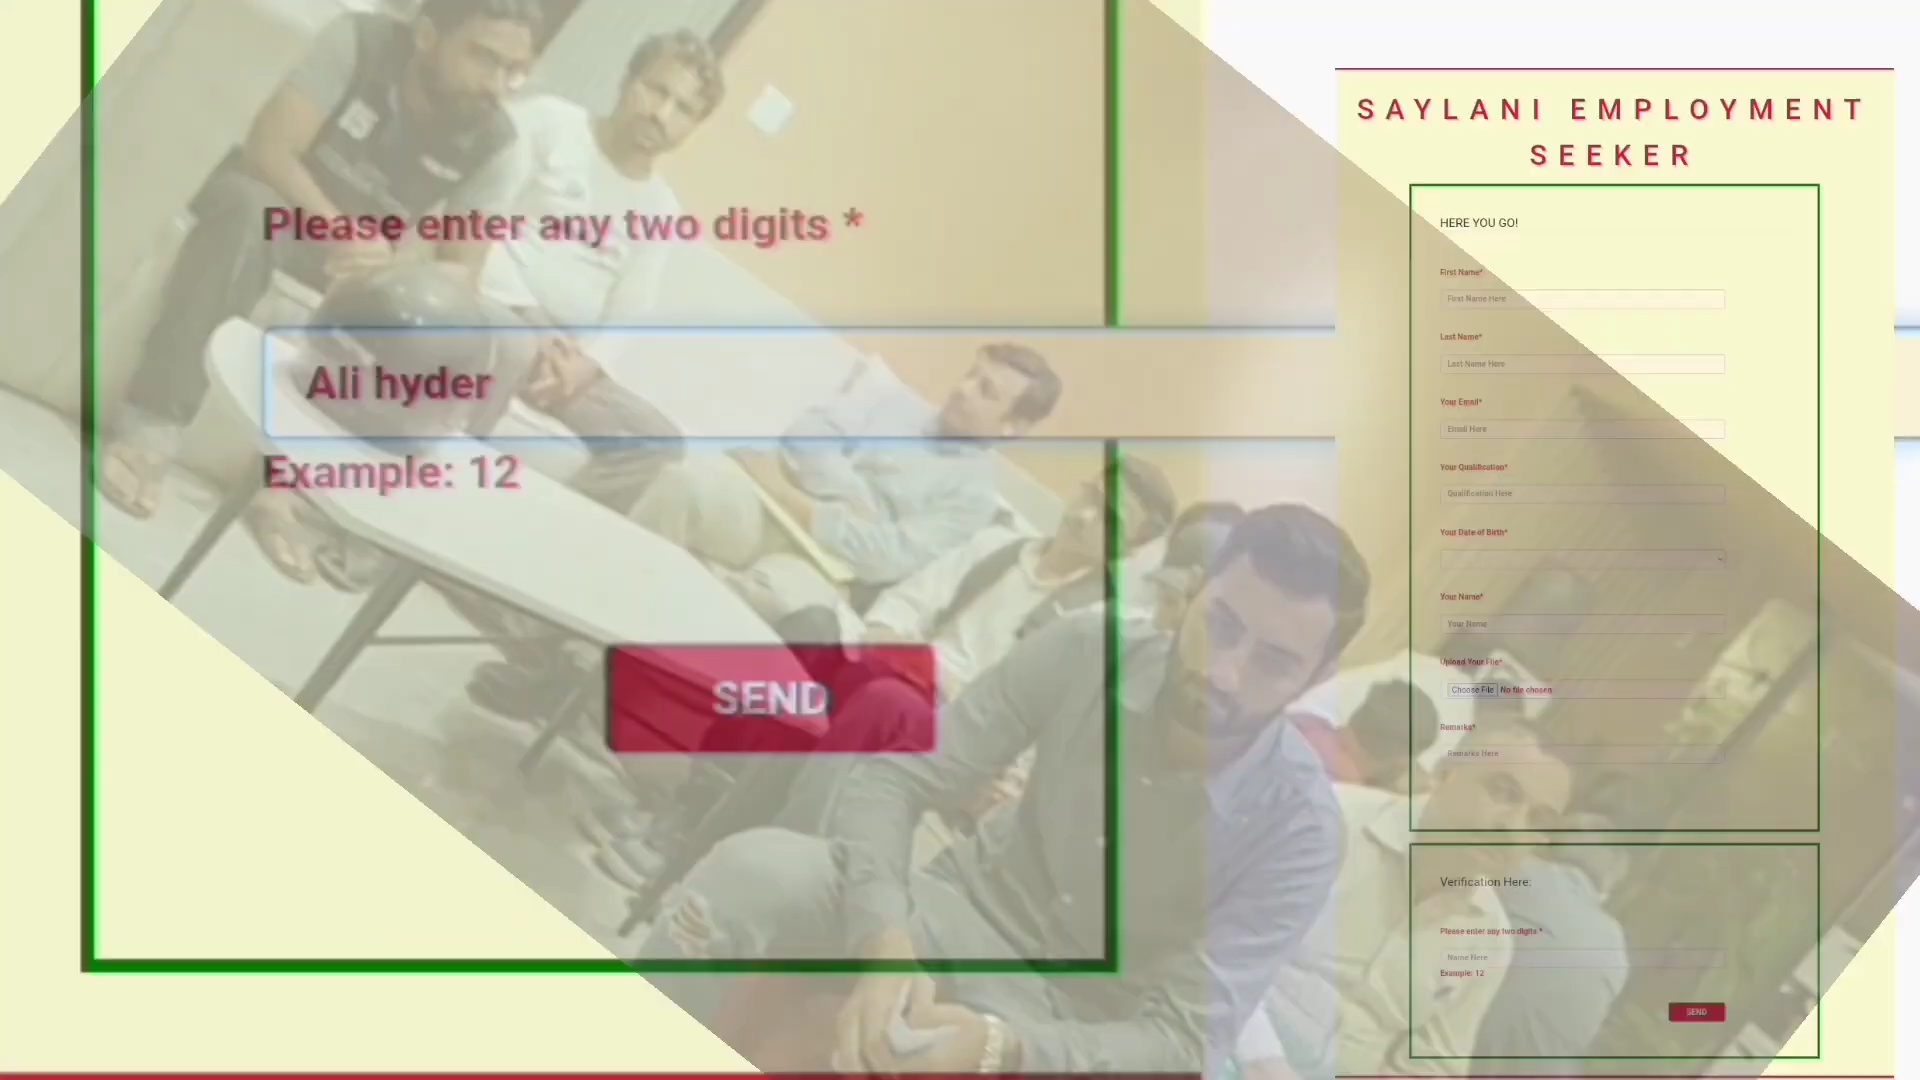 Please enter any two digits *
Ali hyder
Example: 12
SEND
SAYLANI EMPLOYMENT
SEEKER
HERE YOU GO!
First Name*
First Name Here
Last Name*
Last Name Here
Your Email*
Email Here
Your Qualification*
Qualification Here
Your Date of Birth*
Your Name*
Your Name
Upload Your File*
Choose File No file chosen
Remarks*
Remarks Here
Verification Here:
Please enter any two digits *
Name Here
Example: 12
SEND